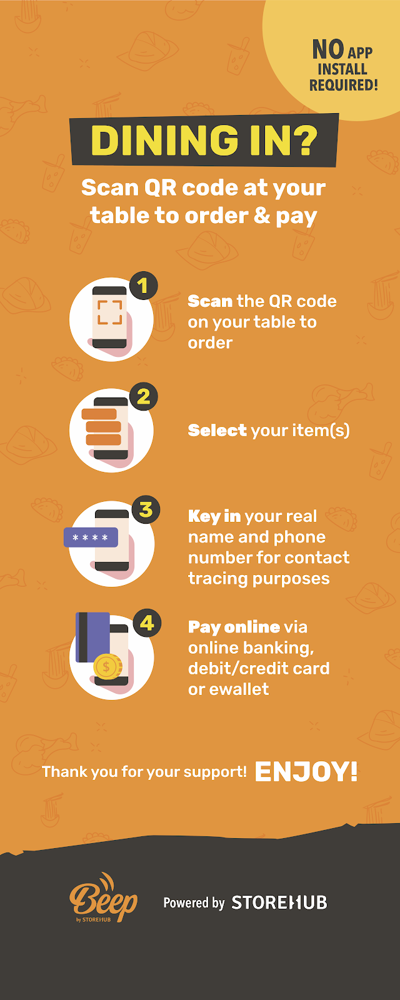 NO APP
INSTALL
REQUIRED!
DINING IN?
Scan QR code at your
table to order & pay
1
Scan the QR code
on your table to
order
2
Select your item(s)
3
****
Key in your real
name and phone
number for contact
tracing purposes
4
$
Pay online via
online banking,
debit/credit card
or ewallet
Thank you for your support! ENJOY!
Beep
by STOREHUB
Powered by STOREHUB